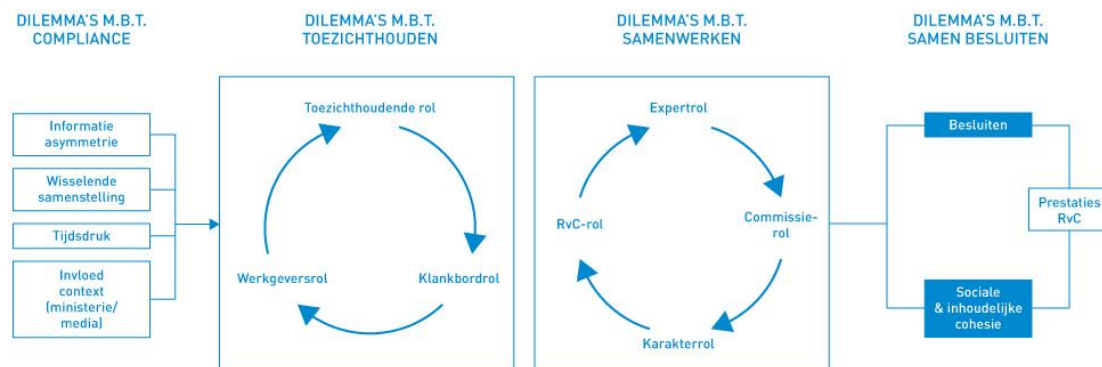 DILEMMA'S M.B.T.
COMPLIANCE
DILEMMA'S M.B.T.
TOEZICHTHOUDEN
DILEMMA'S M.B.T.
SAMENWERKEN
DILEMMA'S M.B.T.
SAMEN BESLUITEN
Informatie
asymmetrie
Wisselende
samenstelling
Tijdsdruk
Invloed
context
(ministerie/
media)
Toezichthoudende rol
Werkgeversrol
Klankbordrol
Expertrol
RvC-rol
Commissie-
rol
Karakterrol
Besluiten
Prestaties
RvC
Sociale
& inhoudelijke
cohesie